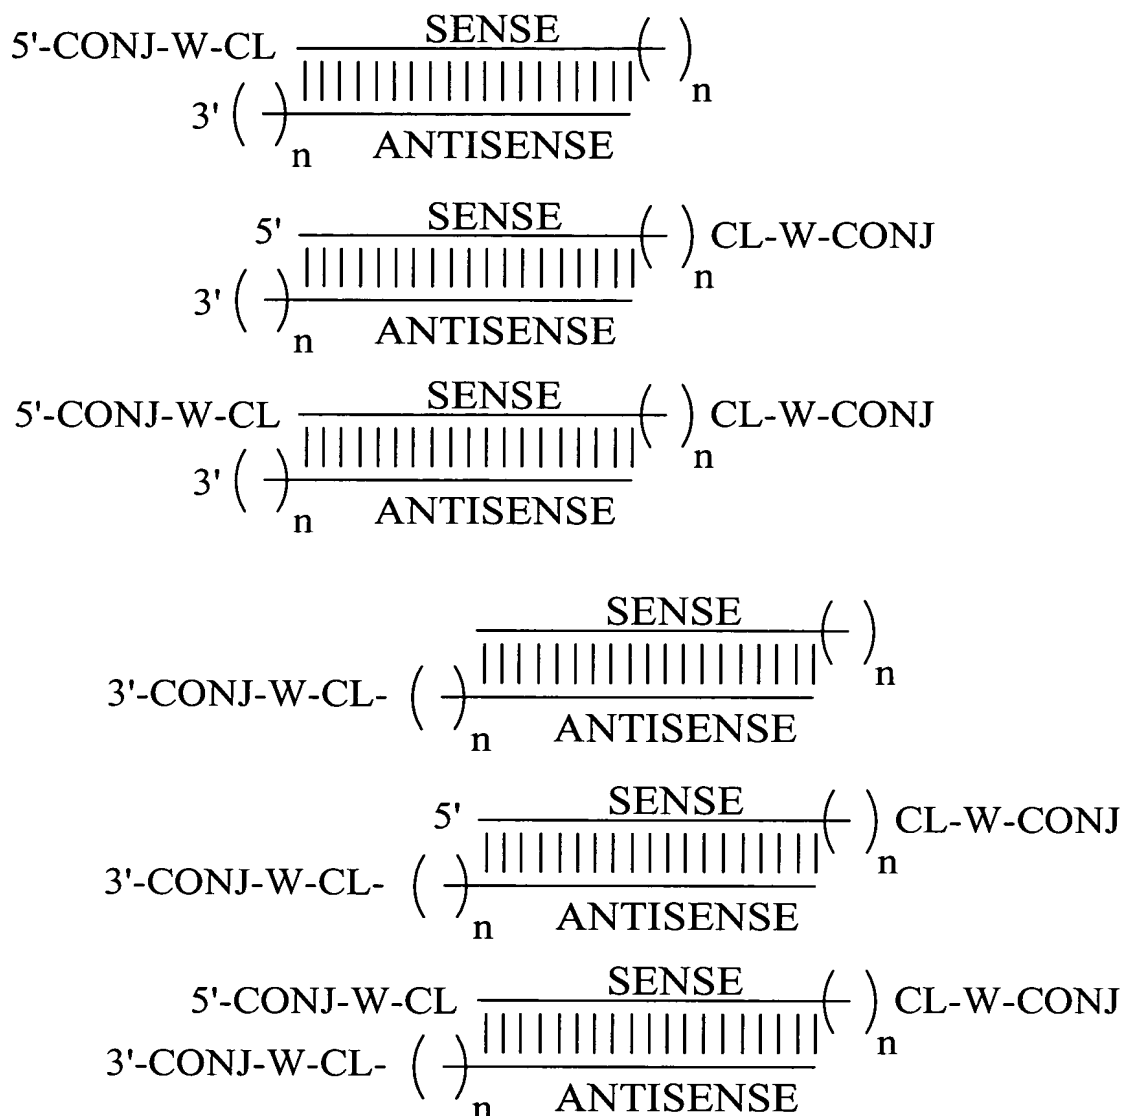 SENSE
5'-CONJ-W-CL ( )n
3' ( )n ANTISENSE
SENSE
5' ( )n CL-W-CONJ
3' ( )n ANTISENSE
SENSE
5'-CONJ-W-CL ( )n CL-W-CONJ
3' ( )n ANTISENSE
SENSE
( )n
3'-CONJ-W-CL- ( )n ANTISENSE
SENSE
5' ( )n CL-W-CONJ
3'-CONJ-W-CL- ( )n ANTISENSE
SENSE
5'-CONJ-W-CL ( )n CL-W-CONJ
3'-CONJ-W-CL- ( )n ANTISENSE